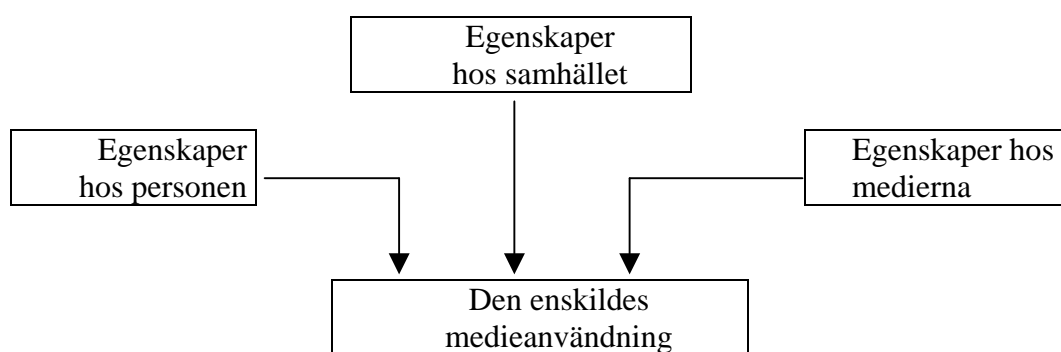 Egenskaper
hos samhället
Egenskaper
hos personen
Egenskaper hos
medierna
Den enskildes
medieanvändning